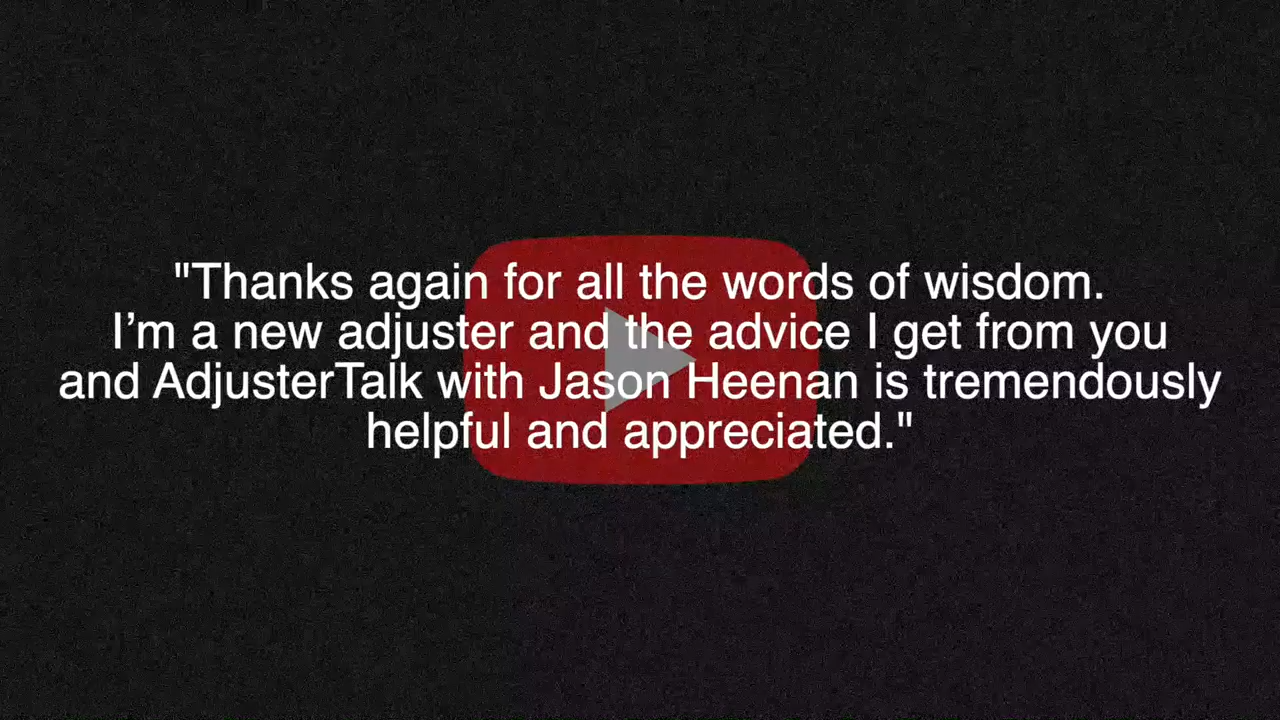 "Thanks again for all the words of wisdom.
I’m a new adjuster and the advice I get from you
and AdjusterTalk with Jason Heenan is tremendously
helpful and appreciated."